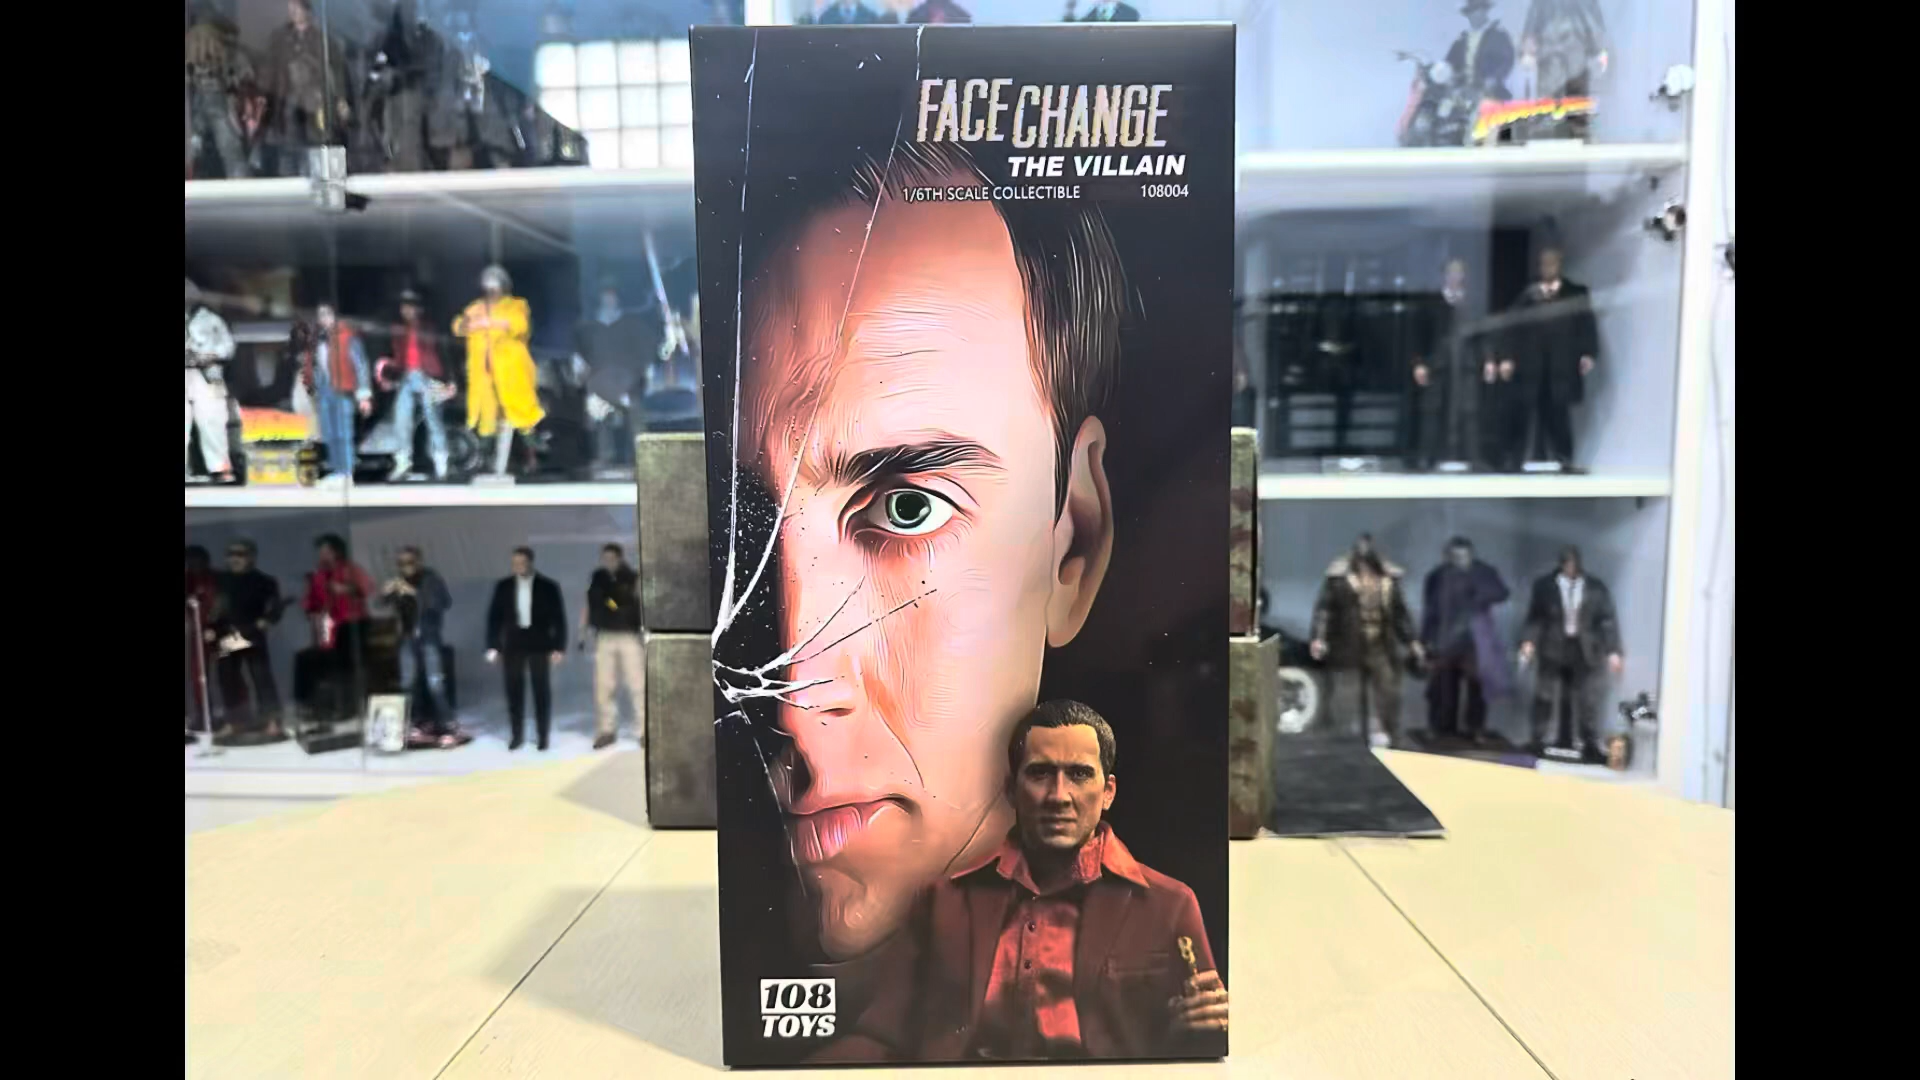 FACE CHANGE
THE VILLAIN
1/6TH SCALE COLLECTIBLE 108004
108
TOYS